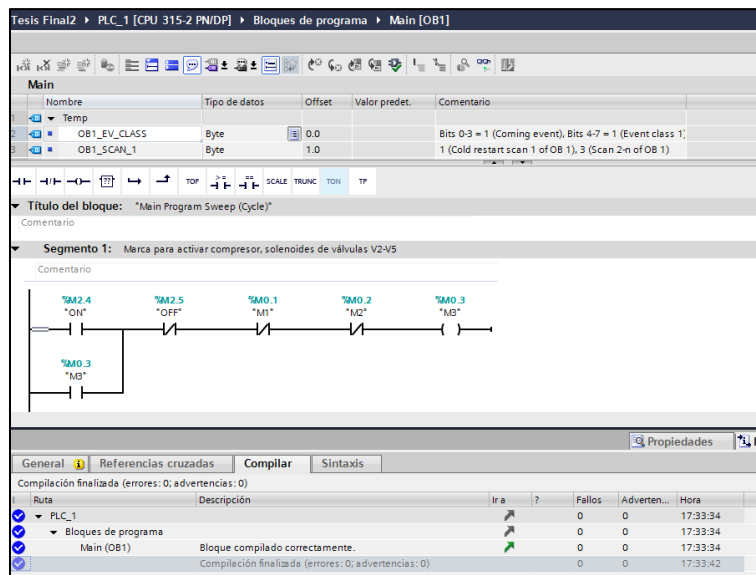 Tesis Final2 ▸ PLC_1 [CPU 315-2 PN/DP] ▸ Bloques de programa ▸ Main [OB1]
Main
Nombre Tipo de datos Offset Valor predet. Comentario
1 Temp
2 OB1_EV_CLASS Byte 0.0 Bits 0-3 = 1 (Coming event), Bits 4-7 = 1 (Event class 1)
3 OB1_SCAN_1 Byte 1.0 1 (Cold restart scan 1 of OB 1), 3 (Scan 2-n of OB 1)
?? TOF >= == SCALE TRUNC TON TP
Título del bloque: "Main Program Sweep (Cycle)"
Comentario
Segmento 1: Marca para activar compresor, solenoides de válvulas V2-V5
Comentario
%M2.4 %M2.5 %M0.1 %M0.2 %M0.3
"ON" "OFF" "M1" "M2" "M3"
%M0.3
"M3"
Propiedades
General Referencias cruzadas Compilar Sintaxis
Compilación finalizada (errores: 0; advertencias: 0)
! Ruta Descripción Ir a ? Fallos Adverten... Hora
PLC_1 0 0 17:33:34
Bloques de programa 0 0 17:33:34
Main (OB1) Bloque compilado correctamente. 0 0 17:33:34
Compilación finalizada (errores: 0; advertencias: 0) 0 0 17:33:42